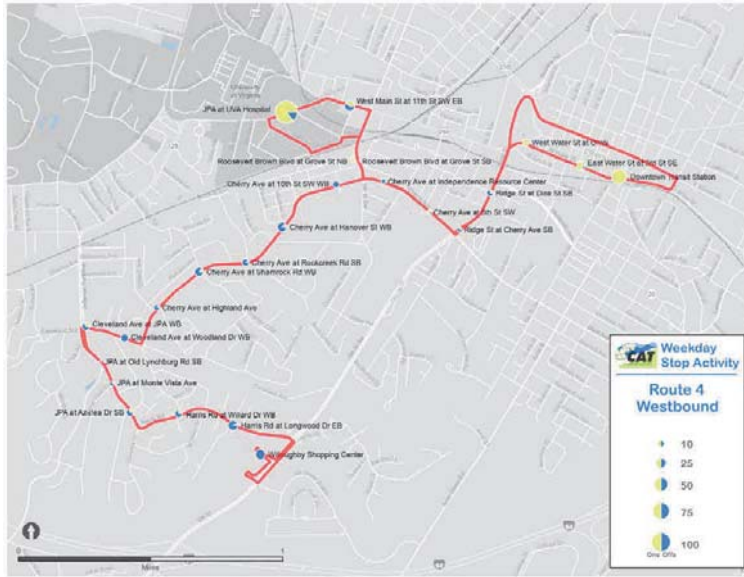 JPA at UVA Hospital
West Main St at 11th St SW EB
Roosevelt Brown Blvd at Grove St NB
Roosevelt Brown Blvd at Grove St SB
Cherry Ave at 10th St SW WB
Cherry Ave at Independence Resource Center
Cherry Ave at 5th St SW
Ridge St at Dice St SB
Ridge St at Cherry Ave SB
West Water St at
East Water St at 3rd St SE
Downtown Transit Station
Cherry Ave at Hanover St WB
Cherry Ave at Rockcreek Rd SB
Cherry Ave at Shamrock Rd WB
Cherry Ave at Highland Ave
Cleveland Ave at JPA WB
Cleveland Ave at Woodland Dr WB
JPA at Old Lynchburg Rd SB
JPA at Monte Vista Ave
JPA at Azalea Dr SB
Harris Rd at Willard Dr WB
Harris Rd at Longwood Dr EB
Willoughby Shopping Center
CAT
Weekday
Stop Activity
Route 4
Westbound
10
25
50
75
100
Ons Offs
0
1
Miles